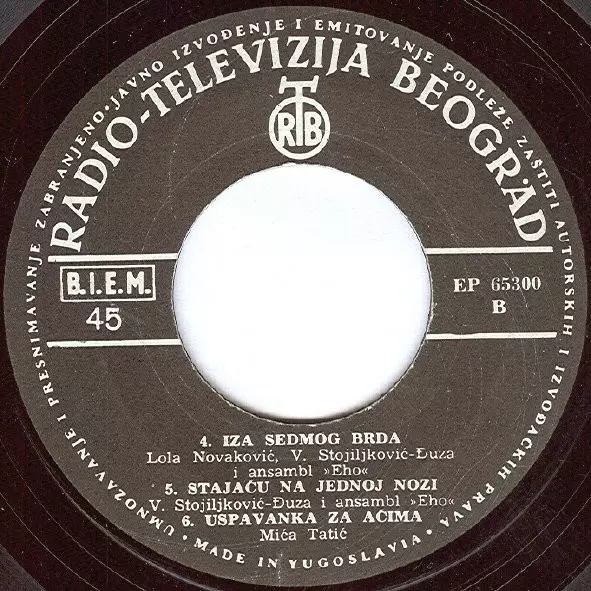 UMNOZAVANJE I PRESNIMAVANJE ZABRANJENO·JAVNO IZVOĐENJE I EMITOVANJE PODLEŽE ZAŠTITI AUTORSKIH I IZVOĐAČKIH PRAVA·
RADIO-TELEVIZIJA BEOGRAD
RTB
B.I.E.M.
45
EP 65300
B
4. IZA SEDMOG BRDA
Lola Novaković, V. Stojiljković-Đuza
i ansambl »Eho«
5. STAJAĆU NA JEDNOJ NOZI
V. Stojiljković-Đuza i ansambl »Eho«
6. USPAVANKA ZA AĆIMA
Mića Tatić
·MADE IN YUGOSLAVIA·